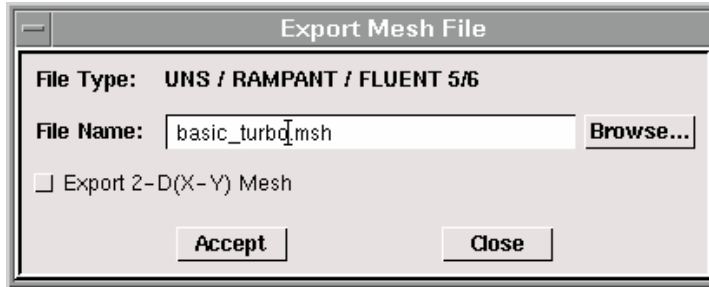 Export Mesh File
File Type: UNS / RAMPANT / FLUENT 5/6
File Name: basic_turbo.msh Browse...
Export 2-D(X-Y) Mesh
Accept Close